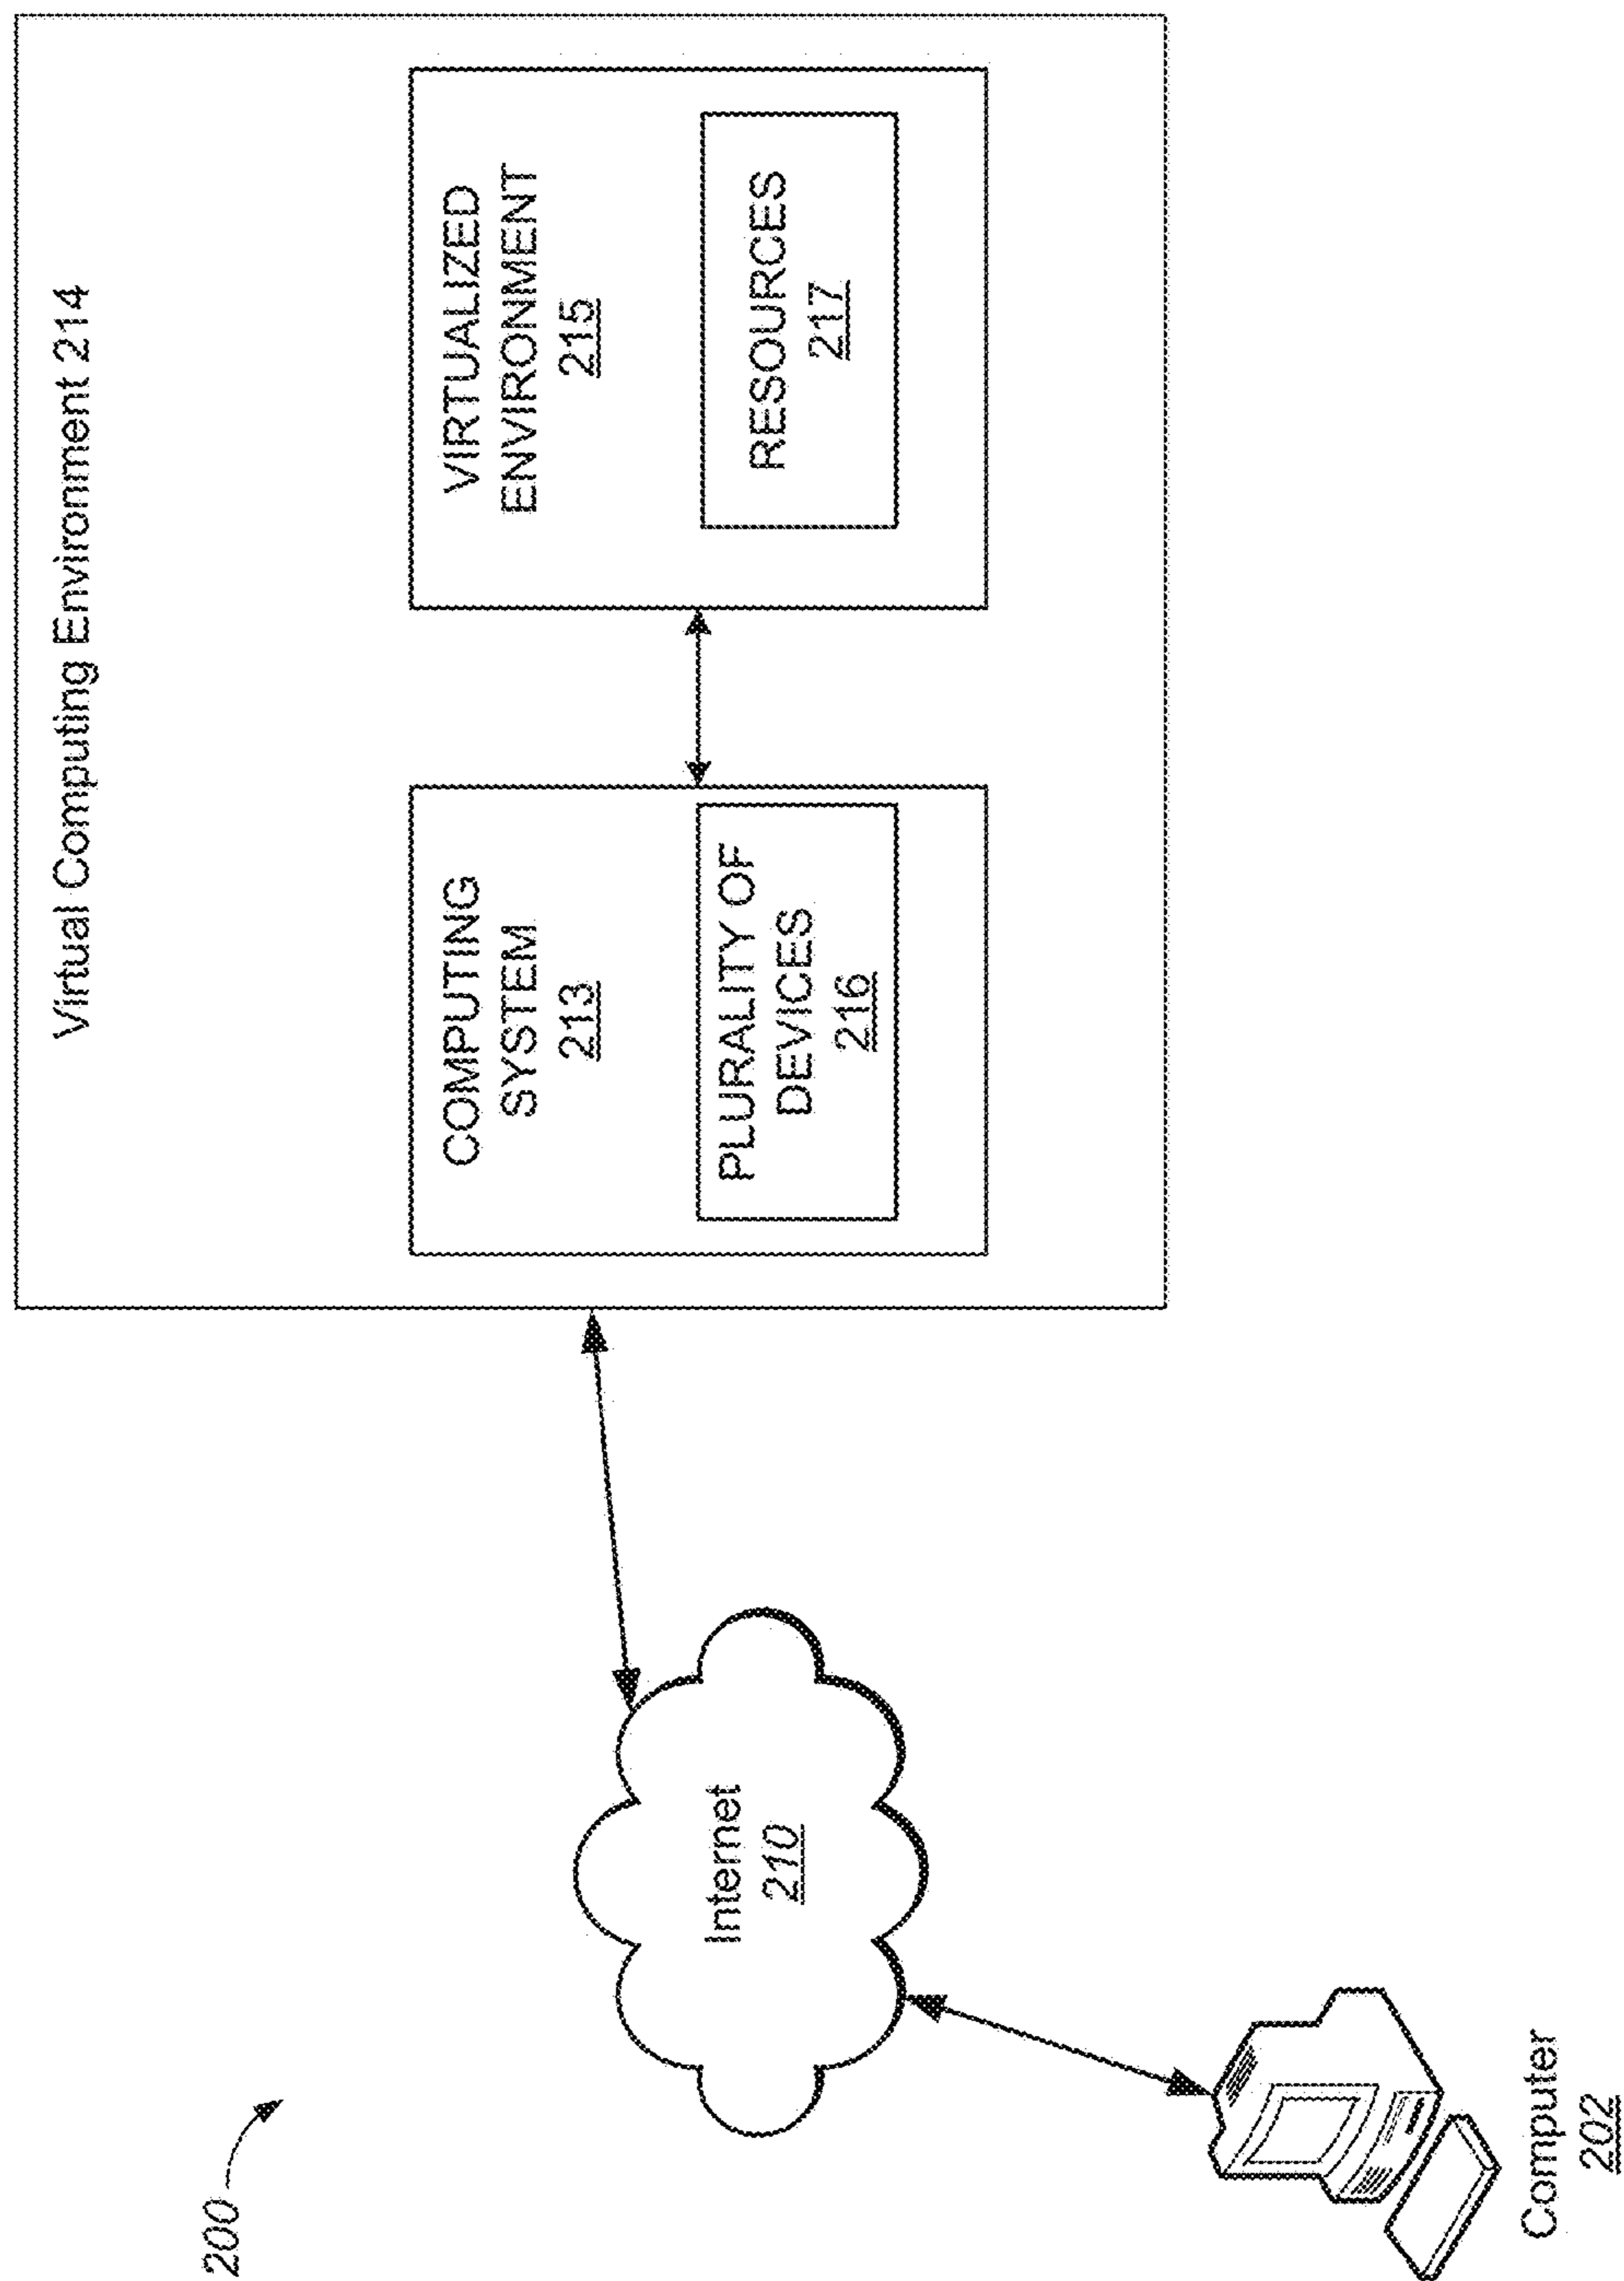 200
Virtual Computing Environment 214
COMPUTING
SYSTEM
213
PLURALITY OF
DEVICES
216
VIRTUALIZED
ENVIRONMENT
215
RESOURCES
217
Internet
210
Computer
202